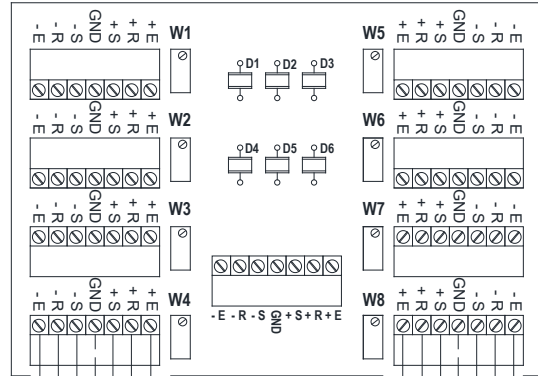 -E -R -S GND +S +R +E W1 W5 +E +R +S GND -S -R -E
D1 D2 D3
-E -R -S GND +S +R +E W2 W6 +E +R +S GND -S -R -E
D4 D5 D6
-E -R -S GND +S +R +E W3 W7 +E +R +S GND -S -R -E
-E -R -S GND +S +R +E W4 W8 +E +R +S GND -S -R -E
-E -R -S GND +S +R +E